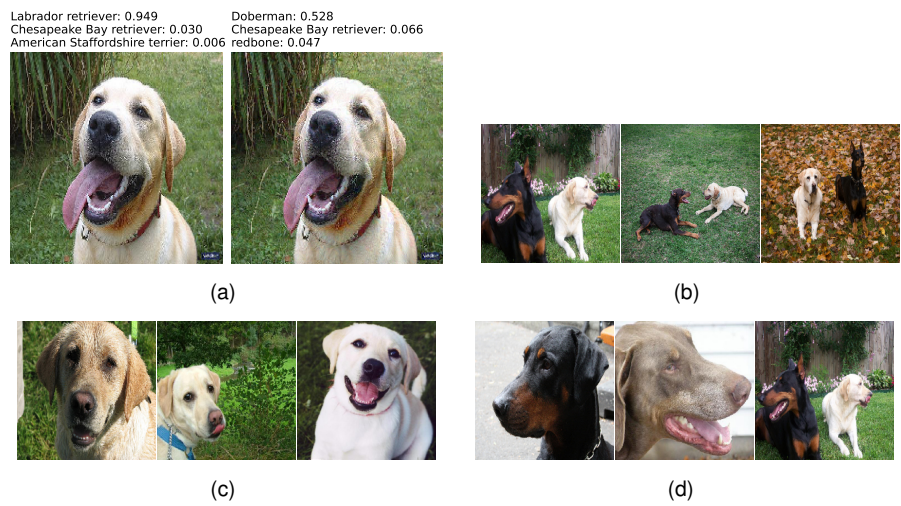 Labrador retriever: 0.949
Chesapeake Bay retriever: 0.030
American Staffordshire terrier: 0.006
Doberman: 0.528
Chesapeake Bay retriever: 0.066
redbone: 0.047
(a)
(b)
(c)
(d)